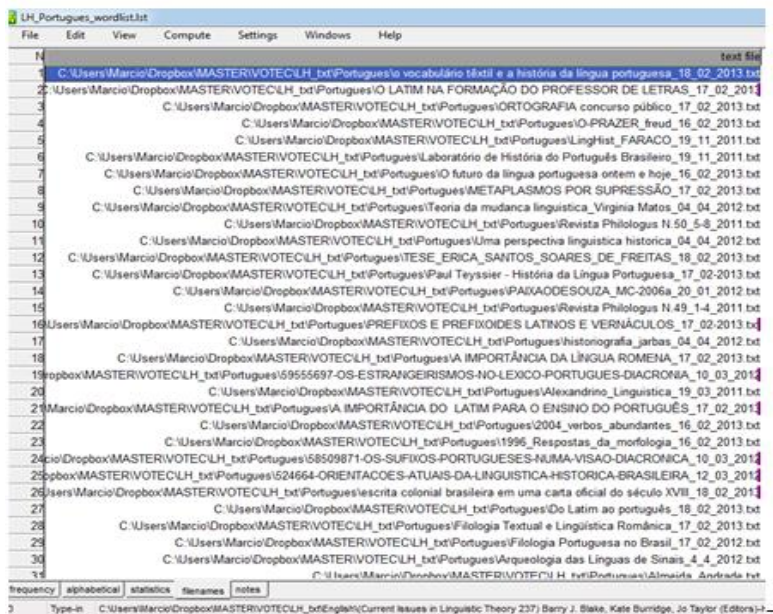 LH_Portugues_wordlist.lst
File Edit View Compute Settings Windows Help
N text file
1 C:\Users\Marcio\Dropbox\MASTER\VOTEC\LH_txt\Portugues\o vocabulário têxtil e a história da língua portuguesa_18_02_2013.txt
2 :\Users\Marcio\Dropbox\MASTER\VOTEC\LH_txt\Portugues\O LATIM NA FORMAÇÃO DO PROFESSOR DE LETRAS_17_02_2013
3 C:\Users\Marcio\Dropbox\MASTER\VOTEC\LH_txt\Portugues\ORTOGRAFIA concurso público_17_02_2013.txt
4 C:\Users\Marcio\Dropbox\MASTER\VOTEC\LH_txt\Portugues\O-PRAZER_freud_16_02_2013.txt
5 C:\Users\Marcio\Dropbox\MASTER\VOTEC\LH_txt\Portugues\LingHist_FARACO_19_11_2011.txt
6 C:\Users\Marcio\Dropbox\MASTER\VOTEC\LH_txt\Portugues\Laboratório de História do Português Brasileiro_19_11_2011.txt
7 C:\Users\Marcio\Dropbox\MASTER\VOTEC\LH_txt\Portugues\O futuro da língua portuguesa ontem e hoje_16_02_2013.txt
8 C:\Users\Marcio\Dropbox\MASTER\VOTEC\LH_txt\Portugues\METAPLASMOS POR SUPRESSÃO_17_02_2013.txt
9 C:\Users\Marcio\Dropbox\MASTER\VOTEC\LH_txt\Portugues\Teoria da mudanca linguistica_Virginia Matos_04_04_2012.txt
10 C:\Users\Marcio\Dropbox\MASTER\VOTEC\LH_txt\Portugues\Revista Philologus N.50_5-8_2011.txt
11 C:\Users\Marcio\Dropbox\MASTER\VOTEC\LH_txt\Portugues\Uma perspectiva linguistica historica_04_04_2012.txt
12 C:\Users\Marcio\Dropbox\MASTER\VOTEC\LH_txt\Portugues\TESE_ERICA_SANTOS_SOARES_DE_FREITAS_18_02_2013.txt
13 C:\Users\Marcio\Dropbox\MASTER\VOTEC\LH_txt\Portugues\Paul Teyssier - História da Língua Portuguesa_17_02-2013.txt
14 C:\Users\Marcio\Dropbox\MASTER\VOTEC\LH_txt\Portugues\PAIXAODESOUZA_MC-2006a_20_01_2012.txt
15 C:\Users\Marcio\Dropbox\MASTER\VOTEC\LH_txt\Portugues\Revista Philologus N.49_1-4_2011.txt
16 \Users\Marcio\Dropbox\MASTER\VOTEC\LH_txt\Portugues\PREFIXOS E PREFIXOIDES LATINOS E VERNÁCULOS_17_02-2013.txt
17 C:\Users\Marcio\Dropbox\MASTER\VOTEC\LH_txt\Portugues\historiografia_jarbas_04_04_2012.txt
18 C:\Users\Marcio\Dropbox\MASTER\VOTEC\LH_txt\Portugues\A IMPORTÂNCIA DA LÍNGUA ROMENA_17_02_2013.txt
19 ropbox\MASTER\VOTEC\LH_txt\Portugues\59555697-OS-ESTRANGEIRISMOS-NO-LEXICO-PORTUGUES-DIACRONIA_10_03_2012
20 C:\Users\Marcio\Dropbox\MASTER\VOTEC\LH_txt\Portugues\Alexandrino_Linguistica_19_03_2011.txt
21 \Marcio\Dropbox\MASTER\VOTEC\LH_txt\Portugues\A IMPORTÂNCIA DO LATIM PARA O ENSINO DO PORTUGUÊS_17_02_2013
22 C:\Users\Marcio\Dropbox\MASTER\VOTEC\LH_txt\Portugues\2004_verbos_abundantes_16_02_2013.txt
23 C:\Users\Marcio\Dropbox\MASTER\VOTEC\LH_txt\Portugues\1996_Respostas_da_morfologia_16_02_2013.txt
24 cio\Dropbox\MASTER\VOTEC\LH_txt\Portugues\58509871-OS-SUFIXOS-PORTUGUESES-NUMA-VISAO-DIACRONICA_10_03_2012
25 opbox\MASTER\VOTEC\LH_txt\Portugues\524664-ORIENTACOES-ATUAIS-DA-LINGUISTICA-HISTORICA-BRASILEIRA_12_03_2012
26 Users\Marcio\Dropbox\MASTER\VOTEC\LH_txt\Portugues\escrita colonial brasileira em uma carta oficial do século XVIII_18_02_2013
27 C:\Users\Marcio\Dropbox\MASTER\VOTEC\LH_txt\Portugues\Do Latim ao português_18_02_2013.txt
28 C:\Users\Marcio\Dropbox\MASTER\VOTEC\LH_txt\Portugues\Filologia Textual e Lingüística Românica_17_02_2013.txt
29 C:\Users\Marcio\Dropbox\MASTER\VOTEC\LH_txt\Portugues\Filologia Portuguesa no Brasil_17_02_2012.txt
30 C:\Users\Marcio\Dropbox\MASTER\VOTEC\LH_txt\Portugues\Arqueologia das Línguas de Sinais_4_4_2012.txt
31 C:\Users\Marcio\Dropbox\MASTER\VOTEC\LH_txt\Portugues\Almeida_Andrade.txt
frequency alphabetical statistics filenames notes
Type-in C:\Users\Marcio\Dropbox\MASTER\VOTEC\LH_txt\English\(Current Issues in Linguistic Theory 237) Barry J. Blake, Kate Burridge, Jo Taylor (Editors)-